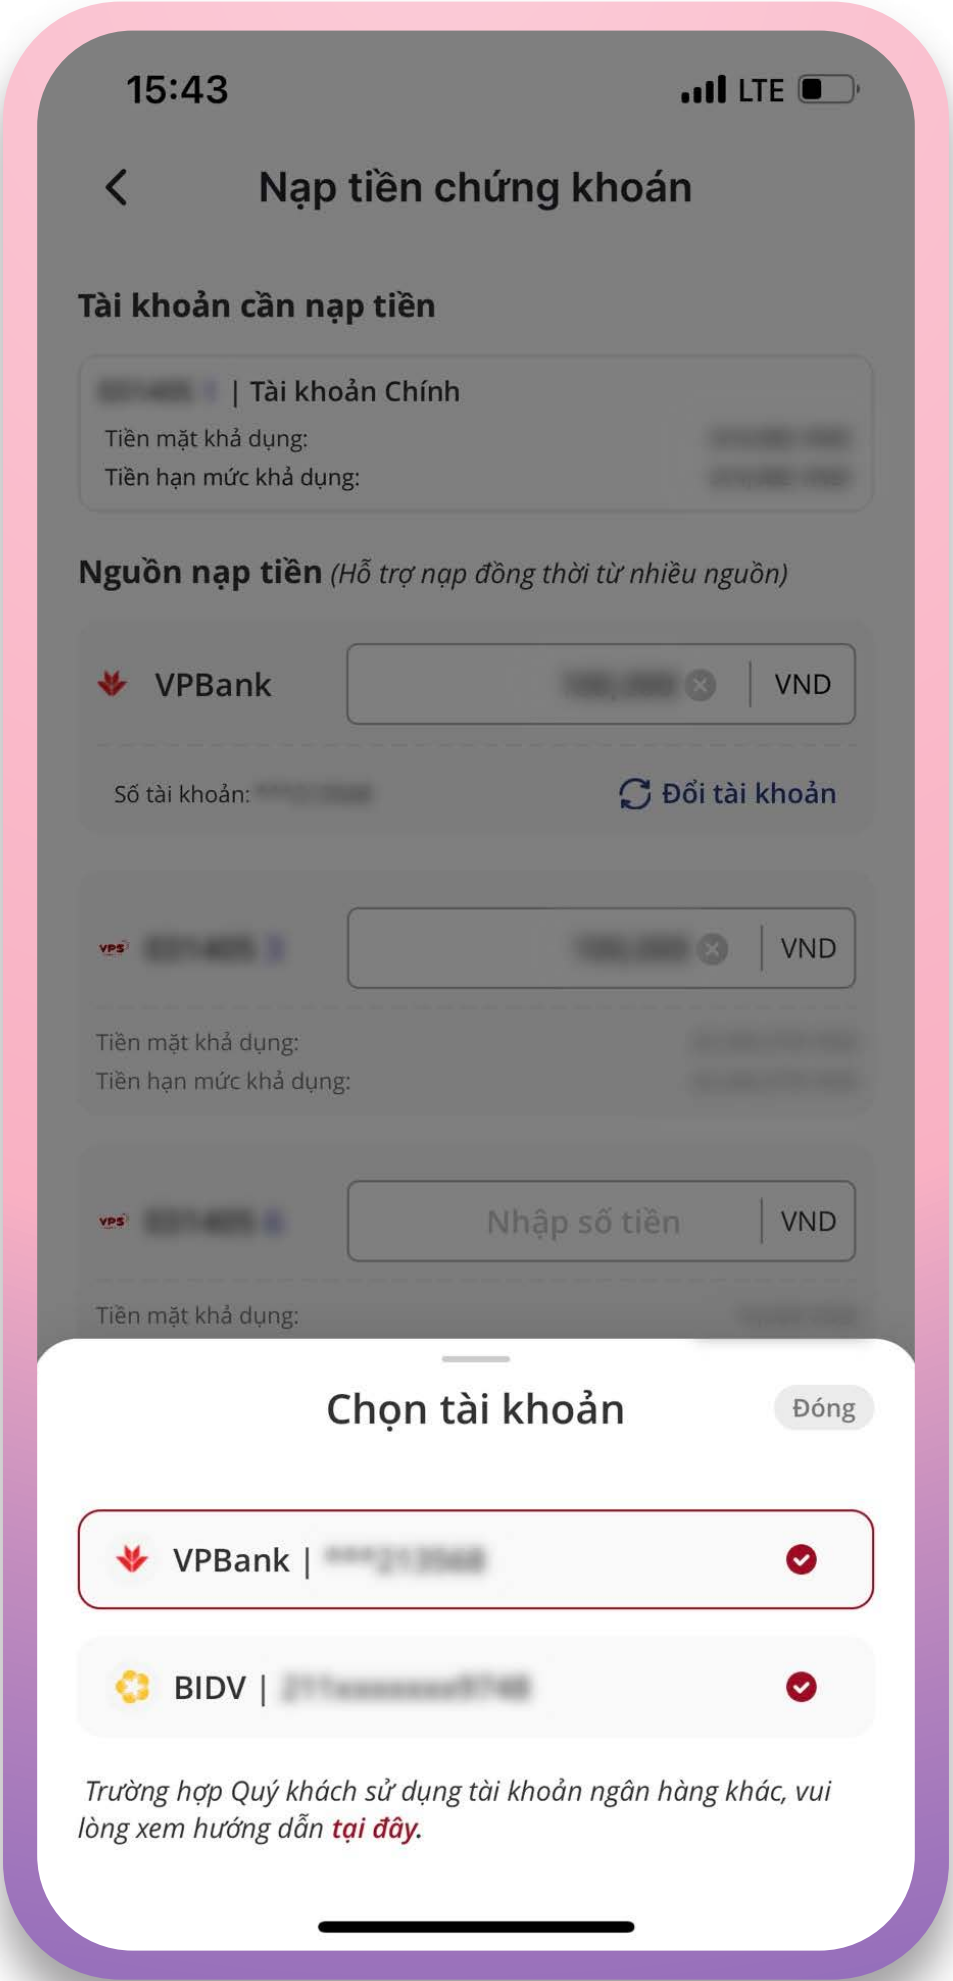 15:43
LTE
Nạp tiền chứng khoán
Tài khoản cần nạp tiền
| Tài khoản Chính
Tiền mặt khả dụng:
Tiền hạn mức khả dụng:
Nguồn nạp tiền (Hỗ trợ nạp đồng thời từ nhiều nguồn)
VPBank
VND
Số tài khoản:
Đổi tài khoản
VPS
VND
Tiền mặt khả dụng:
Tiền hạn mức khả dụng:
VPS
Nhập số tiền
VND
Tiền mặt khả dụng:
Chọn tài khoản
Đóng
VPBank |
BIDV |
Trường hợp Quý khách sử dụng tài khoản ngân hàng khác, vui
lòng xem hướng dẫn tại đây.